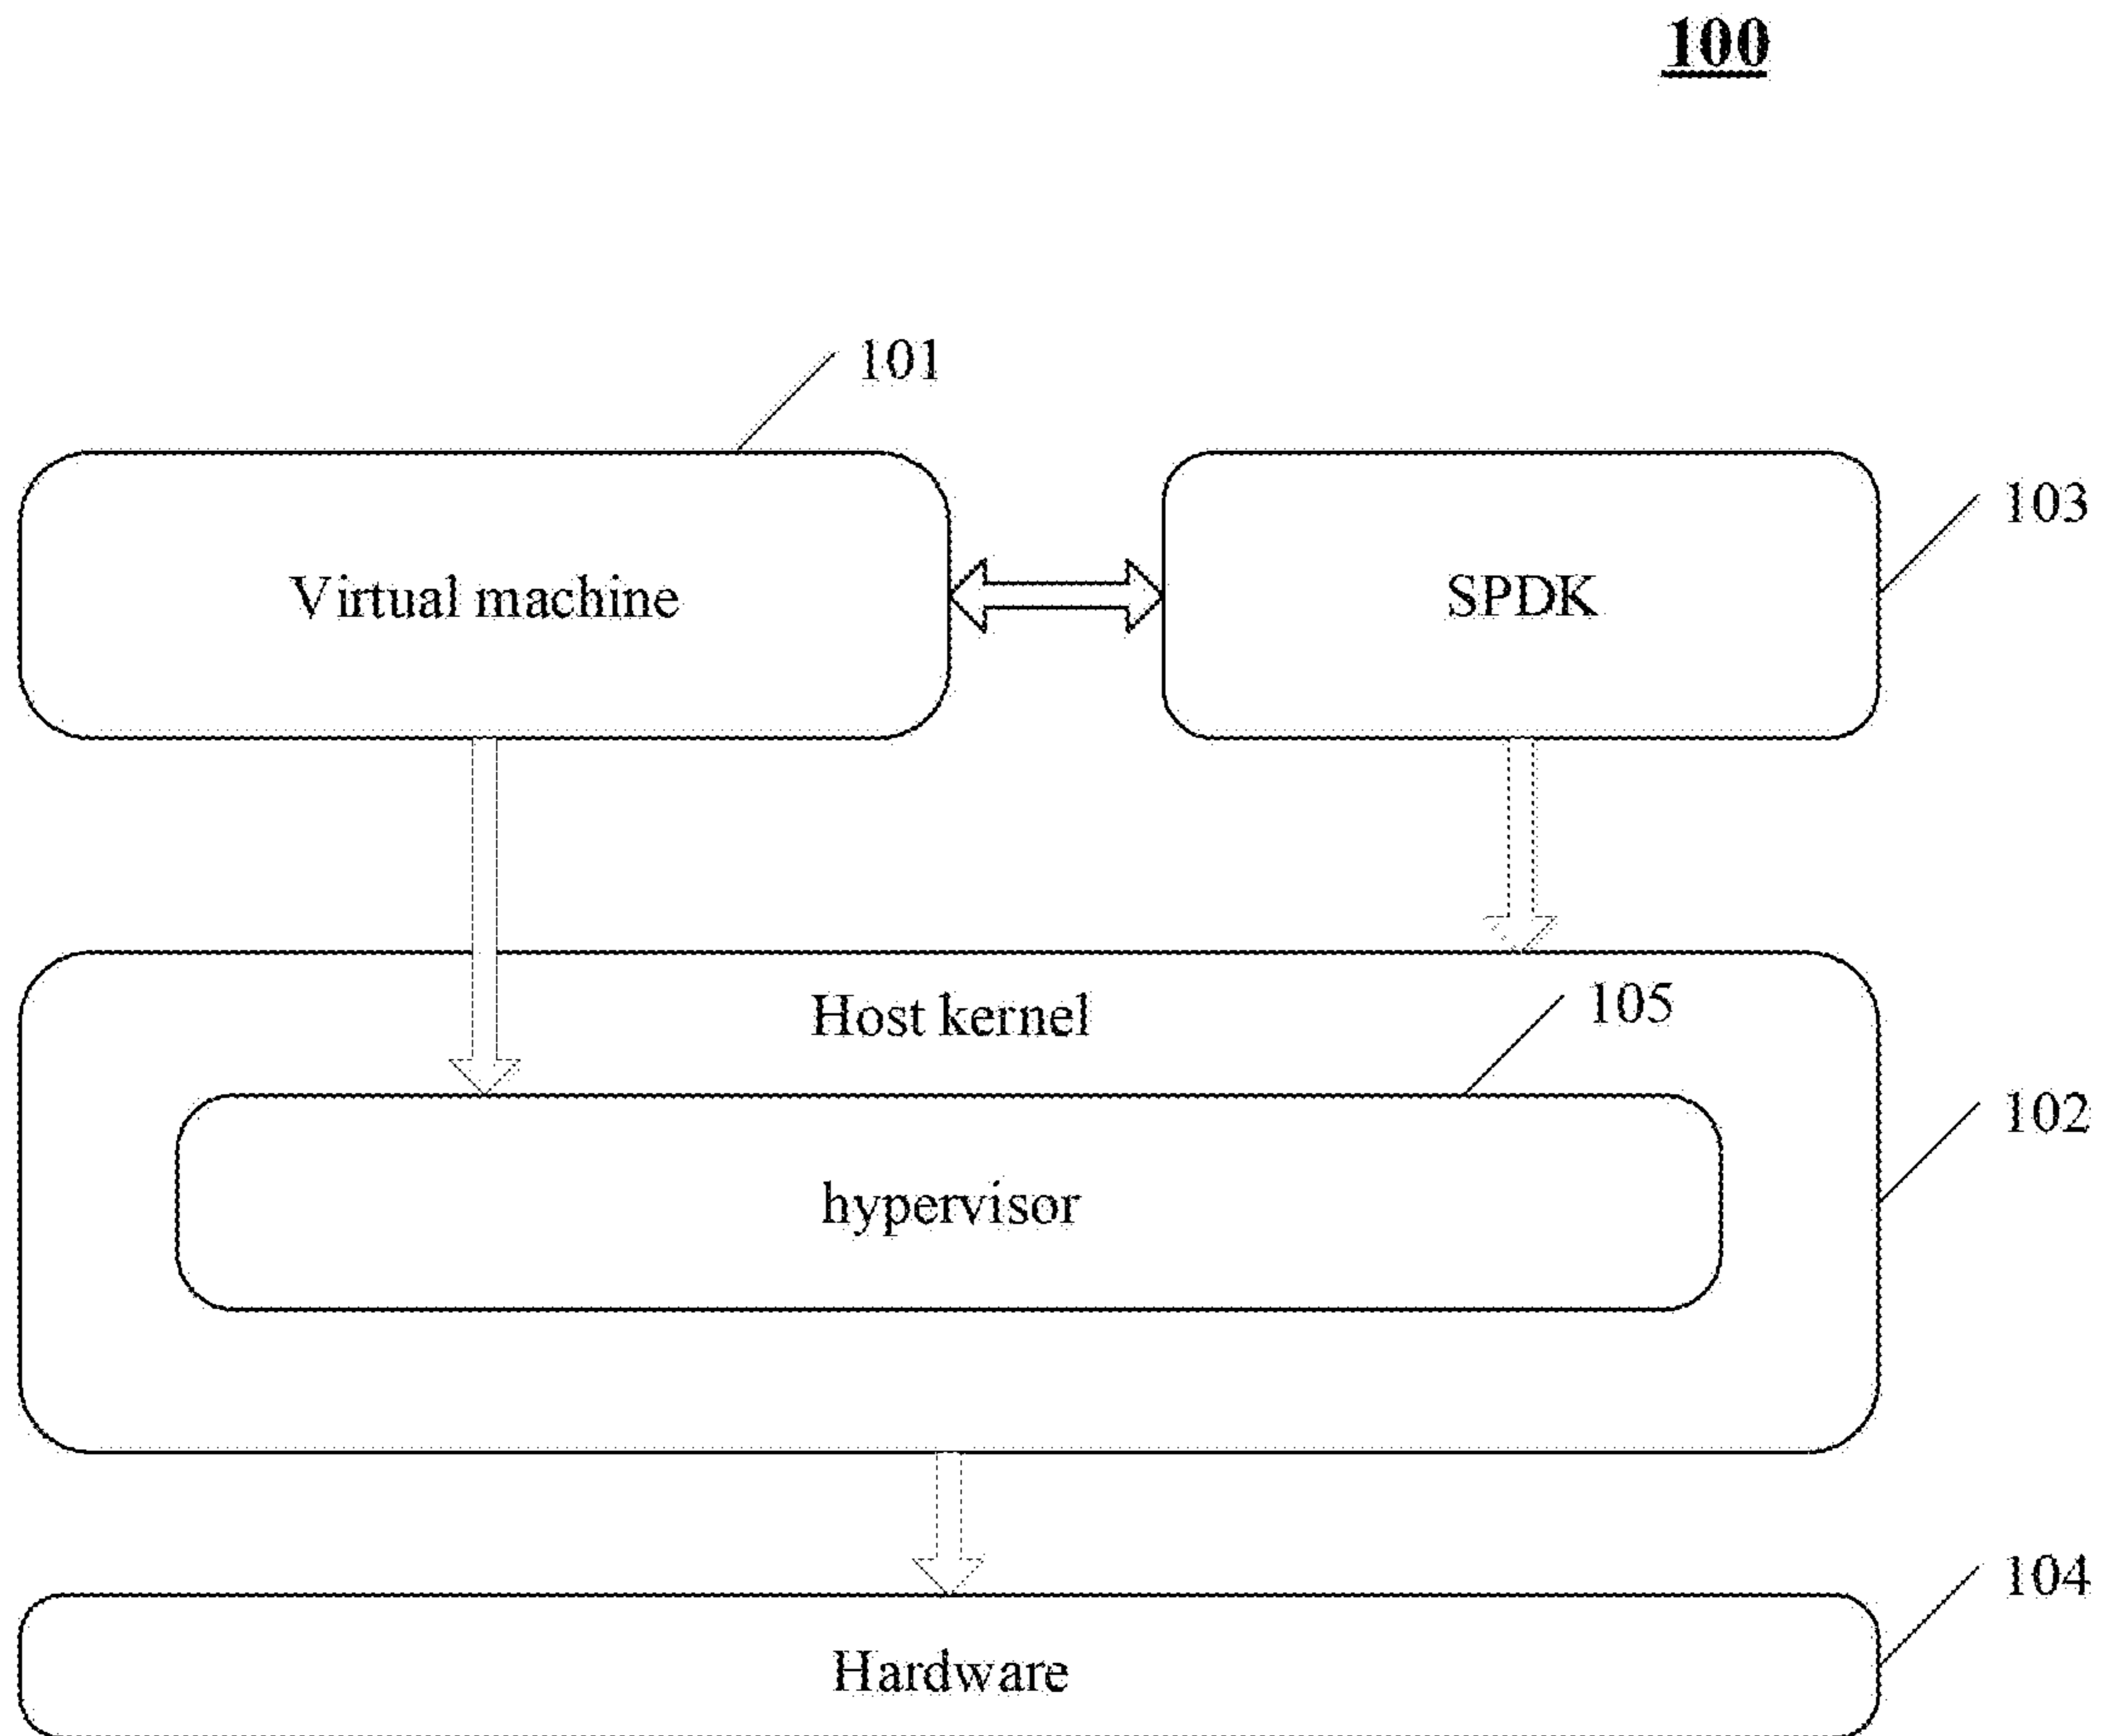 100
101
103
Virtual machine
SPDK
Host kernel
105
102
hypervisor
104
Hardware